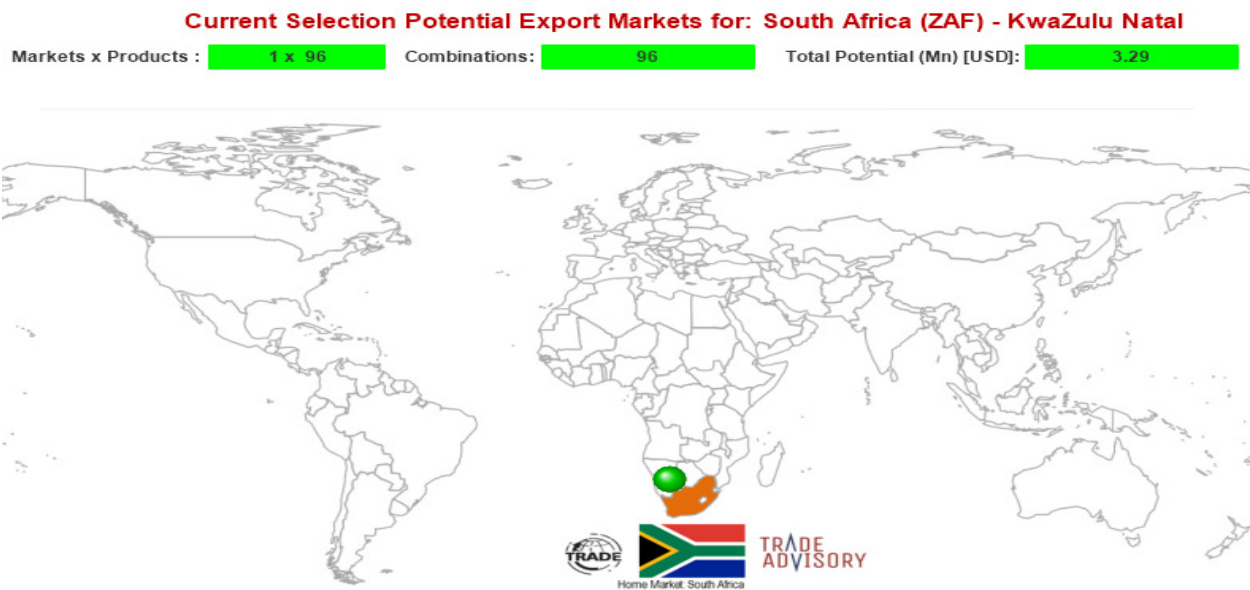 Current Selection Potential Export Markets for: South Africa (ZAF) - KwaZulu Natal
Markets x Products : 1 x 96 Combinations: 96 Total Potential (Mn) [USD]: 3.29
TRADE
TRADE
ADVISORY
Home Market: South Africa